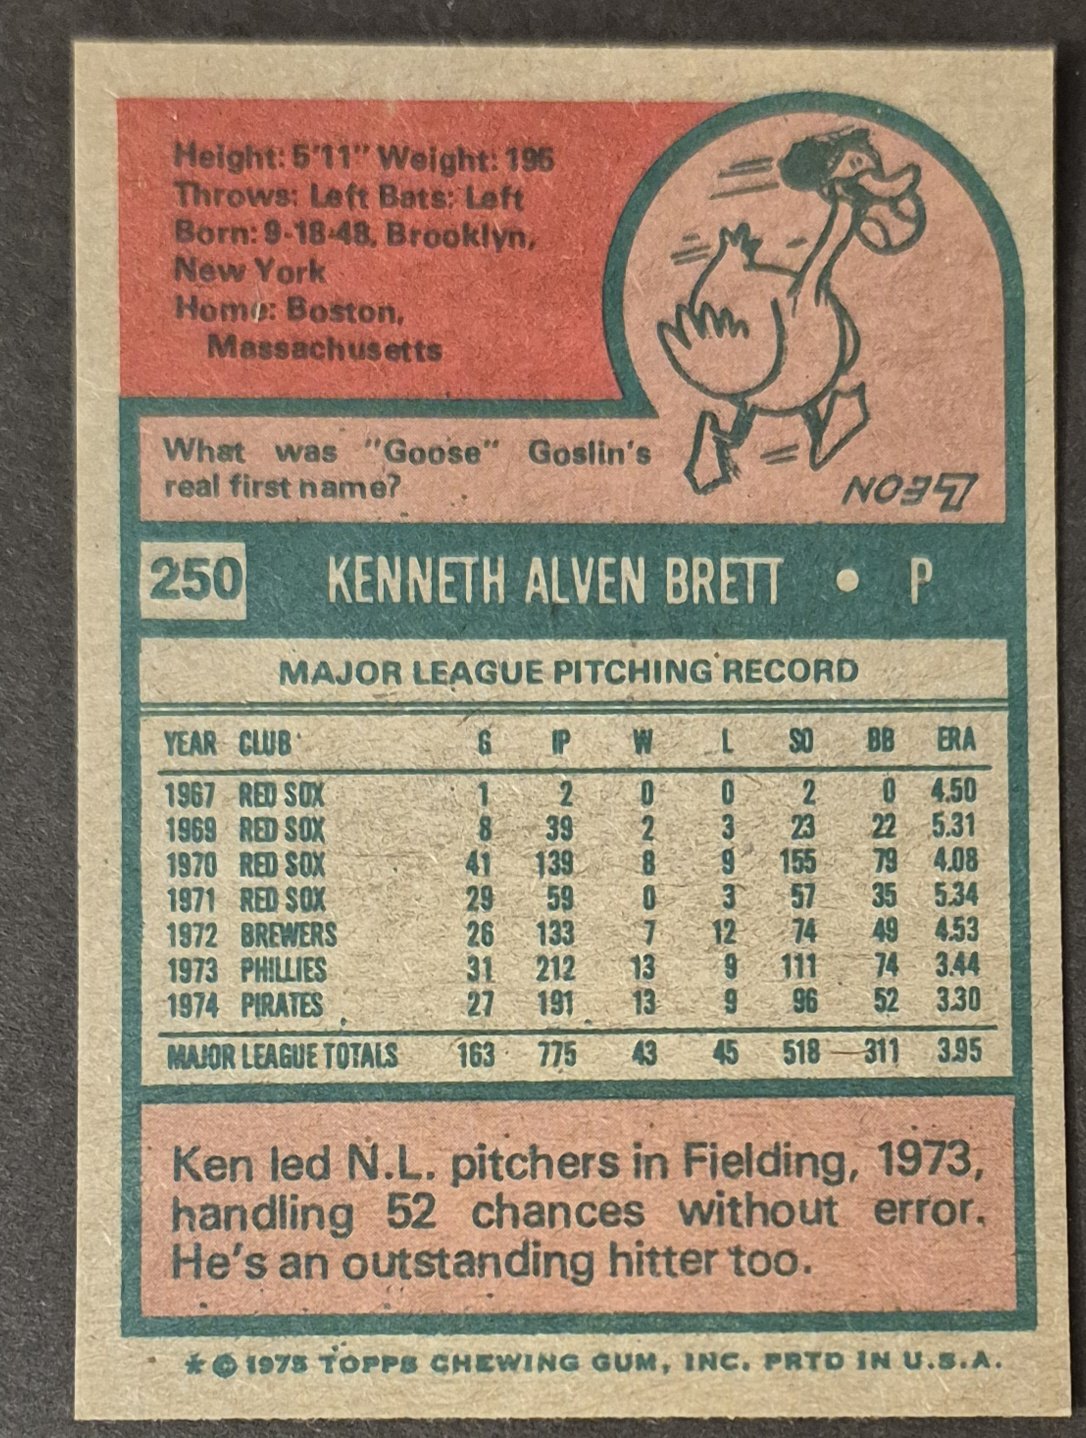 Height: 5'11" Weight: 195
Throws: Left Bats: Left
Born: 9-18-48, Brooklyn,
New York
Home: Boston,
Massachusetts
What was "Goose" Goslin's
real first name?
LEON
250 KENNETH ALVEN BRETT • P
MAJOR LEAGUE PITCHING RECORD
YEAR CLUB G IP W L SO BB ERA
1967 RED SOX 1 2 0 0 2 0 4.50
1969 RED SOX 8 39 2 3 23 22 5.31
1970 RED SOX 41 139 8 9 155 79 4.08
1971 RED SOX 29 59 0 3 57 35 5.34
1972 BREWERS 26 133 7 12 74 49 4.53
1973 PHILLIES 31 212 13 9 111 74 3.44
1974 PIRATES 27 191 13 9 96 52 3.30
MAJOR LEAGUE TOTALS 163 775 43 45 518 311 3.95
Ken led N.L. pitchers in Fielding, 1973,
handling 52 chances without error.
He's an outstanding hitter too.
* © 1975 TOPPS CHEWING GUM, INC. PRTD IN U.S.A.